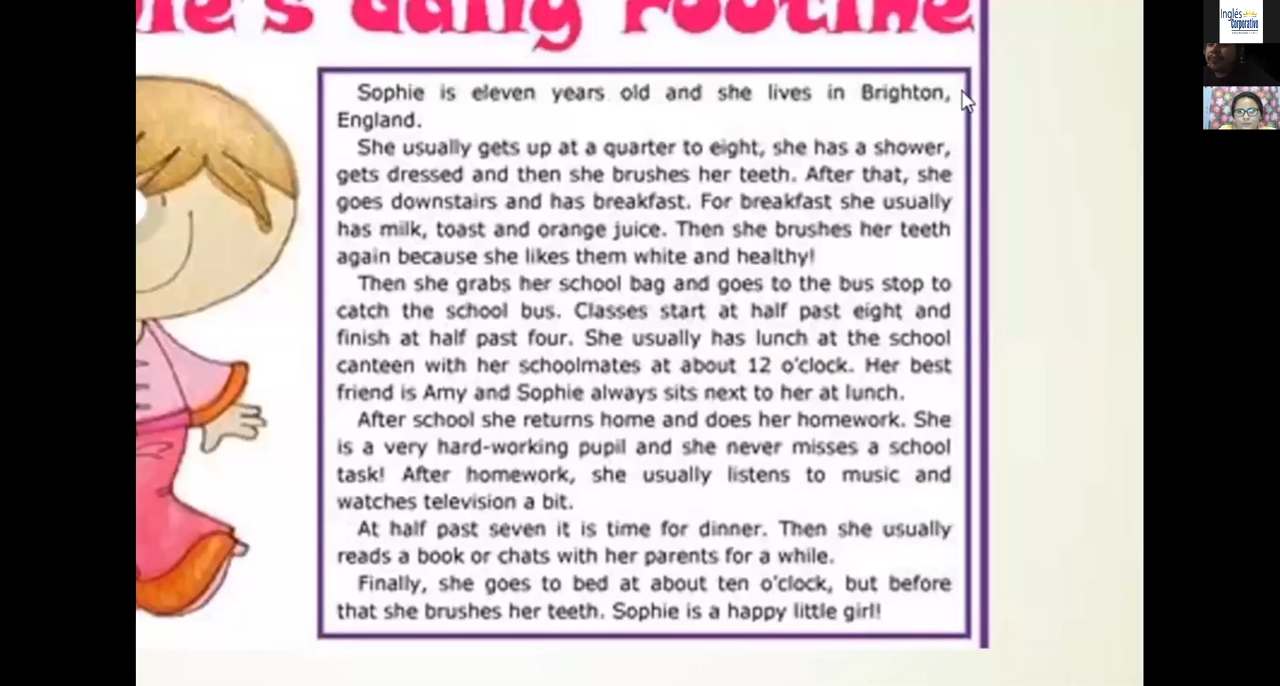 ie's daily routine
Inglés
Corporativo
Sophie is eleven years old and she lives in Brighton,
England.
She usually gets up at a quarter to eight, she has a shower,
gets dressed and then she brushes her teeth. After that, she
goes downstairs and has breakfast. For breakfast she usually
has milk, toast and orange juice. Then she brushes her teeth
again because she likes them white and healthy!
Then she grabs her school bag and goes to the bus stop to
catch the school bus. Classes start at half past eight and
finish at half past four. She usually has lunch at the school
canteen with her schoolmates at about 12 o'clock. Her best
friend is Amy and Sophie always sits next to her at lunch.
After school she returns home and does her homework. She
is a very hard-working pupil and she never misses a school
task! After homework, she usually listens to music and
watches television a bit.
At half past seven it is time for dinner. Then she usually
reads a book or chats with her parents for a while.
Finally, she goes to bed at about ten o'clock, but before
that she brushes her teeth. Sophie is a happy little girl!